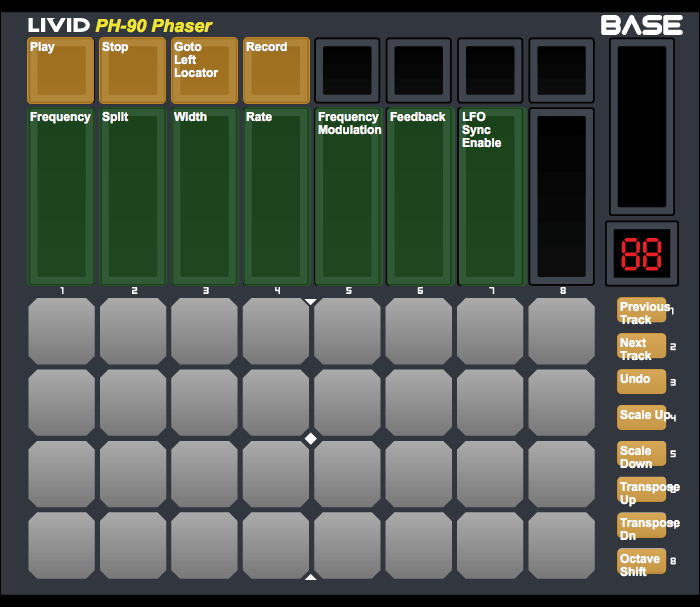 LIVID PH-90 Phaser
BASE
Play
Stop
Goto
Left
Locator
Record
Frequency
Split
Width
Rate
Frequency
Modulation
Feedback
LFO
Sync
Enable
88
1 2 3 4 5 6 7 8
Previous
Track
1
Next
Track
2
Undo
3
Scale Up
4
Scale
Down
5
Transpose
Up
Transpose
Dn
Octave
Shift
8